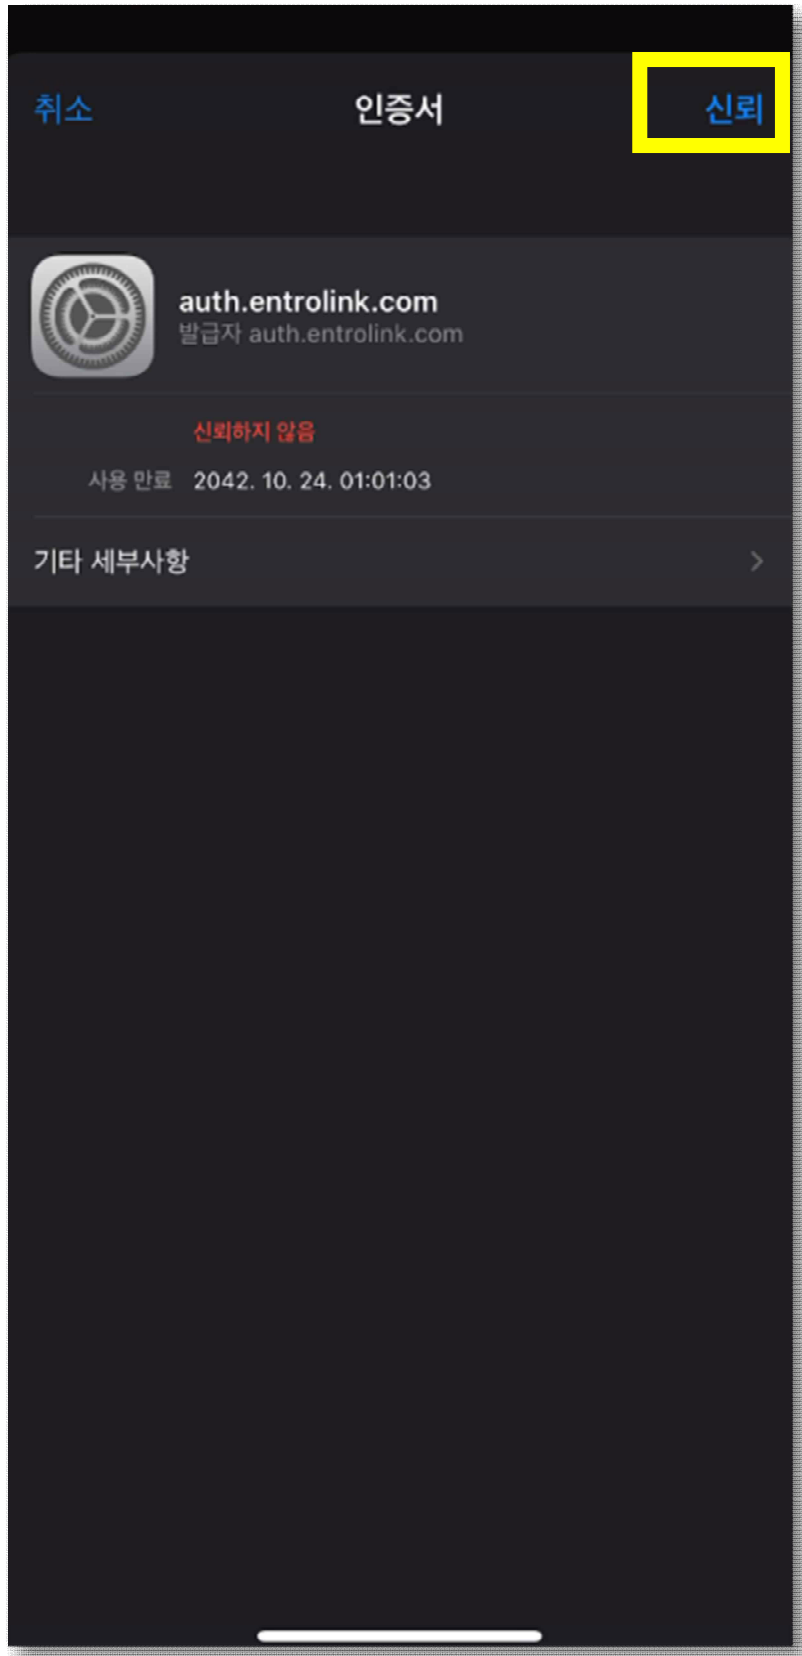 취소 인증서 신뢰
auth.entrolink.com
발급자 auth.entrolink.com
신뢰하지 않음
사용 만료 2042. 10. 24. 01:01:03
기타 세부사항